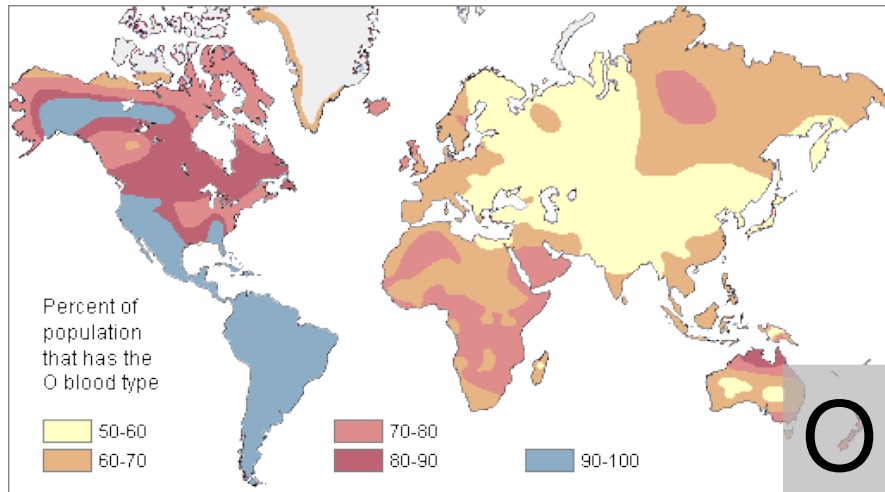 Percent of
population
that has the
O blood type
50-60
60-70
70-80
80-90
90-100
O